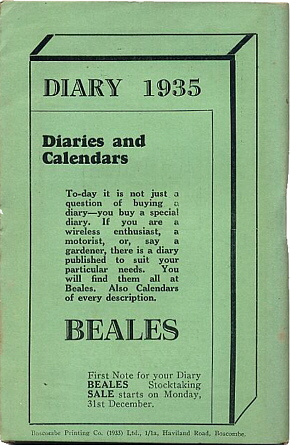 DIARY 1935
Diaries and
Calendars
To-day it is not just a
question of buying a
diary—you buy a special
diary. If you are a
wireless enthusiast, a
motorist, or, say a
gardener, there is a diary
published to suit your
particular needs. You
will find them all at
Beales. Also Calendars
of every description.
BEALES
First Note for your Diary
BEALES Stocktaking
SALE starts on Monday,
31st December.
Boscombe Printing Co. (1933) Ltd., 1/1a, Haviland Road, Boscombe.